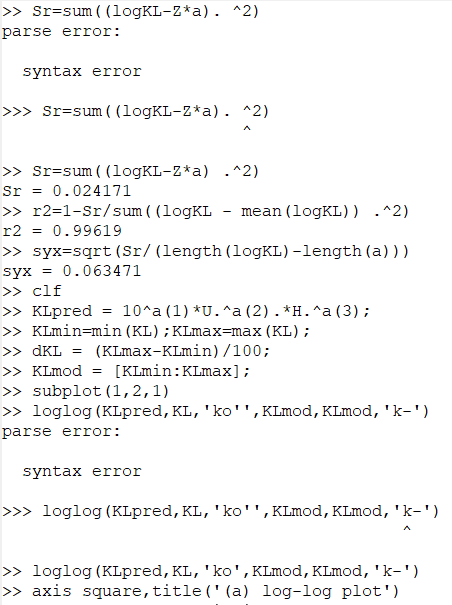 >> Sr=sum((logKL-Z*a). ^2)
parse error:
syntax error
>>> Sr=sum((logKL-Z*a). ^2)
^
>> Sr=sum((logKL-Z*a) .^2)
Sr = 0.024171
>> r2=1-Sr/sum((logKL - mean(logKL)) .^2)
r2 = 0.99619
>> syx=sqrt(Sr/(length(logKL)-length(a)))
syx = 0.063471
>> clf
>> KLpred = 10^a(1)*U.^a(2).*H.^a(3);
>> KLmin=min(KL);KLmax=max(KL);
>> dKL = (KLmax-KLmin)/100;
>> KLmod = [KLmin:KLmax];
>> subplot(1,2,1)
>> loglog(KLpred,KL,'ko'',KLmod,KLmod,'k-')
parse error:
syntax error
>>> loglog(KLpred,KL,'ko'',KLmod,KLmod,'k-')
^
>> loglog(KLpred,KL,'ko',KLmod,KLmod,'k-')
>> axis square,title('(a) log-log plot')